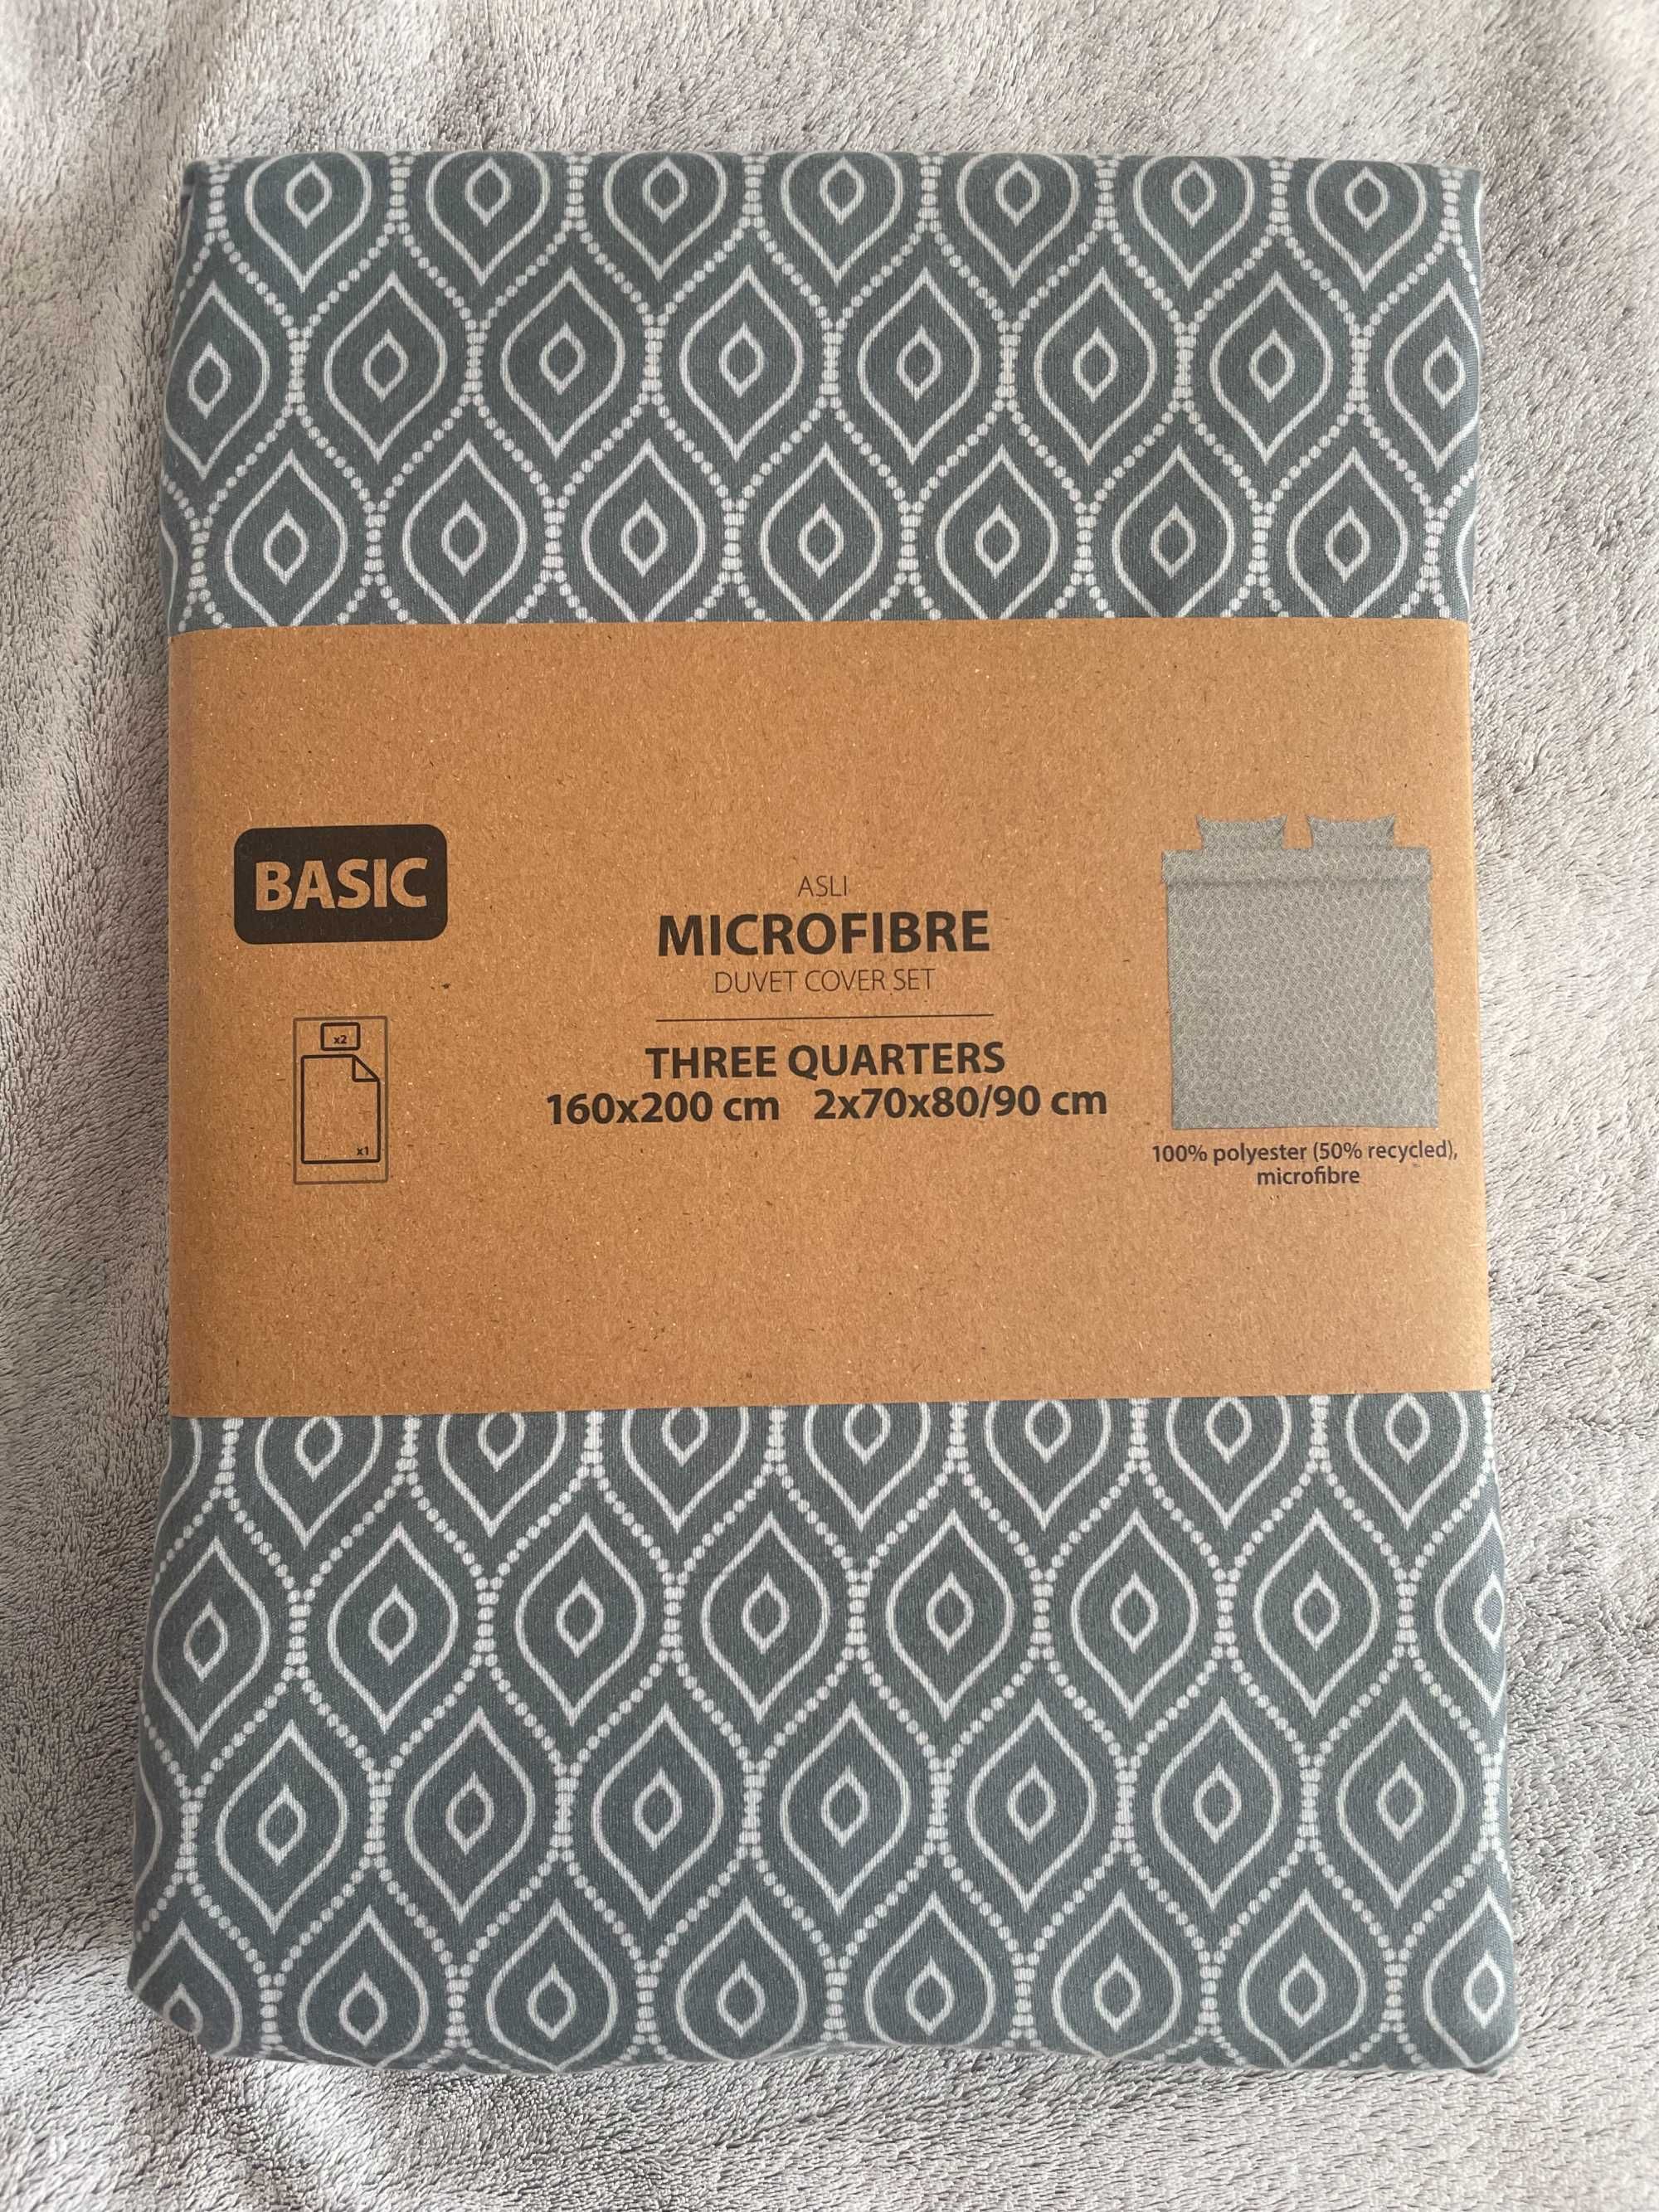 BASIC
ASLI
MICROFIBRE
DUVET COVER SET
THREE QUARTERS
160x200 cm 2x70x80/90 cm
x2
x1
100% polyester (50% recycled),
microfibre